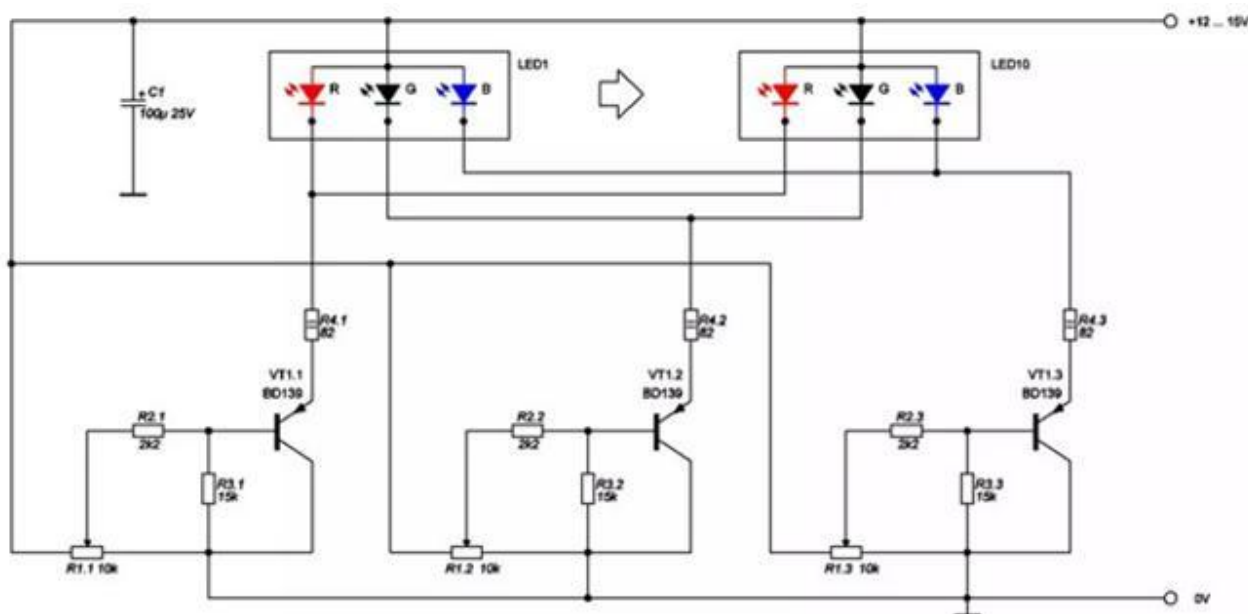 +12 ... 15V
LED1
LED10
R
G
B
R
G
B
+ C1
100µ 25V
R4.1
82
R4.2
82
R4.3
82
VT1.1
BD139
VT1.2
BD139
VT1.3
BD139
R2.1
2k2
R2.2
2k2
R2.3
2k2
R3.1
15k
R3.2
15k
R3.3
15k
R1.1 10k
R1.2 10k
R1.3 10k
0V